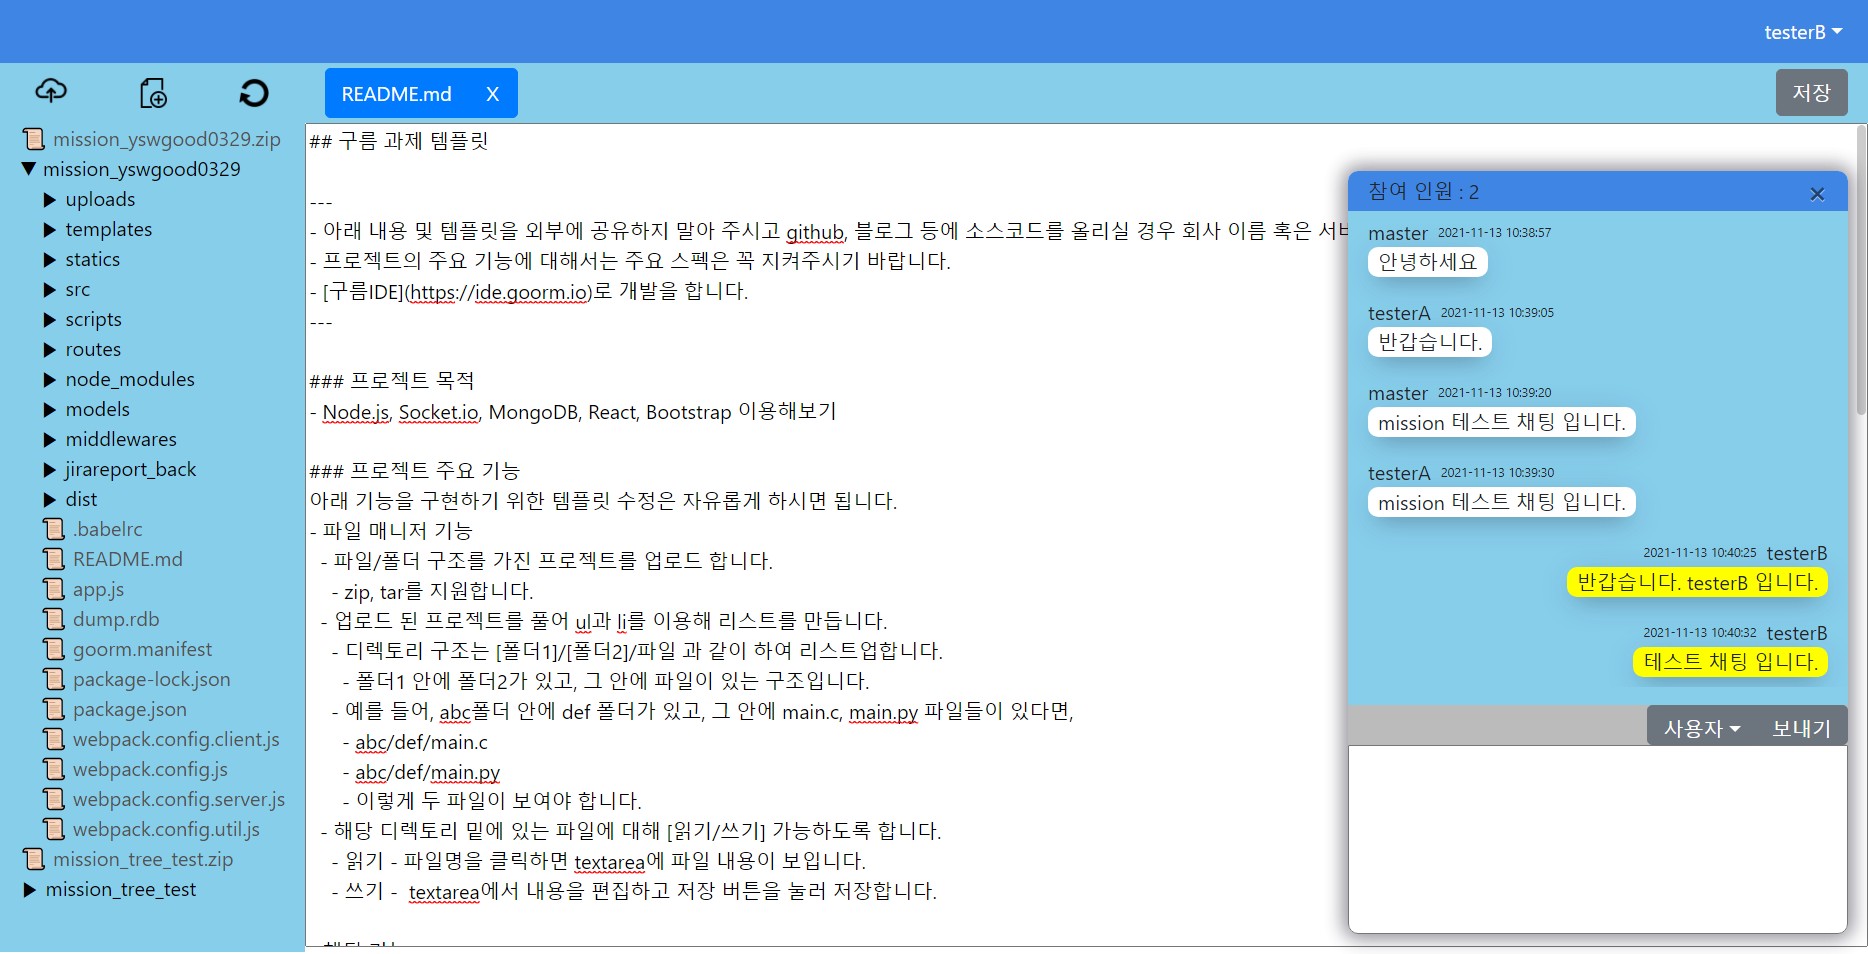 testerB
README.md X
저장
mission_yswgood0329.zip
mission_yswgood0329
uploads
templates
statics
src
scripts
routes
node_modules
models
middlewares
jirareport_back
dist
.babelrc
README.md
app.js
dump.rdb
goorm.manifest
package-lock.json
package.json
webpack.config.client.js
webpack.config.js
webpack.config.server.js
webpack.config.util.js
mission_tree_test.zip
mission_tree_test
## 구름 과제 템플릿
---
- 아래 내용 및 템플릿을 외부에 공유하지 말아 주시고 github, 블로그 등에 소스코드를 올리실 경우 회사 이름 혹은
- 프로젝트의 주요 기능에 대해서는 주요 스펙은 꼭 지켜주시기 바랍니다.
- [구름IDE](https://ide.goorm.io)로 개발을 합니다.
---
### 프로젝트 목적
- Node.js, Socket.io, MongoDB, React, Bootstrap 이용해보기
### 프로젝트 주요 기능
아래 기능을 구현하기 위한 템플릿 수정은 자유롭게 하시면 됩니다.
- 파일 매니저 기능
- 파일/폴더 구조를 가진 프로젝트를 업로드 합니다.
- zip, tar를 지원합니다.
- 업로드 된 프로젝트를 풀어 ul과 li를 이용해 리스트를 만듭니다.
- 디렉토리 구조는 [폴더1]/[폴더2]/파일 과 같이 하여 리스트업합니다.
- 폴더1 안에 폴더2가 있고, 그 안에 파일이 있는 구조입니다.
- 예를 들어, abc폴더 안에 def 폴더가 있고, 그 안에 main.c, main.py 파일들이 있다면,
- abc/def/main.c
- abc/def/main.py
- 이렇게 두 파일이 보여야 합니다.
- 해당 디렉토리 밑에 있는 파일에 대해 [읽기/쓰기] 가능하도록 합니다.
- 읽기 - 파일명을 클릭하면 textarea에 파일 내용이 보입니다.
- 쓰기 - textarea에서 내용을 편집하고 저장 버튼을 눌러 저장합니다.
참여 인원 : 2 ×
master 2021-11-13 10:38:57
안녕하세요
testerA 2021-11-13 10:39:05
반갑습니다.
master 2021-11-13 10:39:20
mission 테스트 채팅 입니다.
testerA 2021-11-13 10:39:30
mission 테스트 채팅 입니다.
2021-11-13 10:40:25 testerB
반갑습니다. testerB 입니다.
2021-11-13 10:40:32 testerB
테스트 채팅 입니다.
사용자 보내기